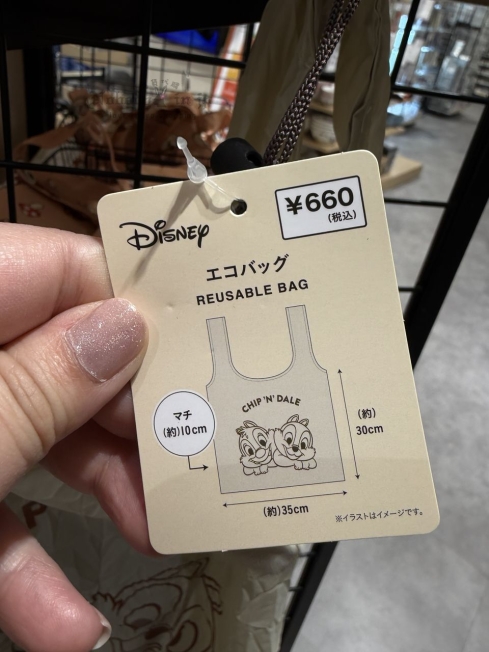 Disney
¥660
(税込)
エコバッグ
REUSABLE BAG
CHIP 'N' DALE
マチ
(約)10cm
(約)
30cm
(約)35cm
※イラストはイメージです。